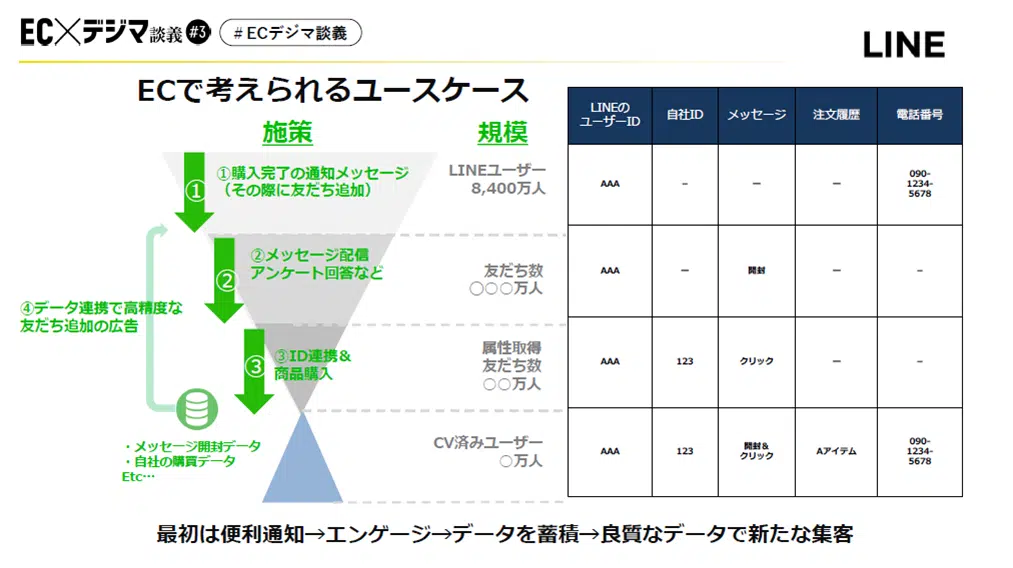 EC×デジマ談義#3
#ECデジマ談義
LINE
ECで考えられるユースケース
施策
規模
①購入完了の通知メッセージ
（その際に友だち追加）
①
LINEユーザー
8,400万人
②メッセージ配信
アンケート回答など
②
友だち数
○○○万人
④データ連携で高精度な
友だち追加の広告
③ID連携＆
商品購入
③
属性取得
友だち数
○○万人
・メッセージ開封データ
・自社の購買データ
Etc…
CV済みユーザー
○万人
LINEの
ユーザーID
自社ID
メッセージ
注文履歴
電話番号
AAA
–
—
—
090-
1234-
5678
AAA
—
開封
—
–
AAA
123
クリック
—
–
AAA
123
開封&
クリック
Aアイテム
090-
1234-
5678
最初は便利通知→エンゲージ→データを蓄積→良質なデータで新たな集客